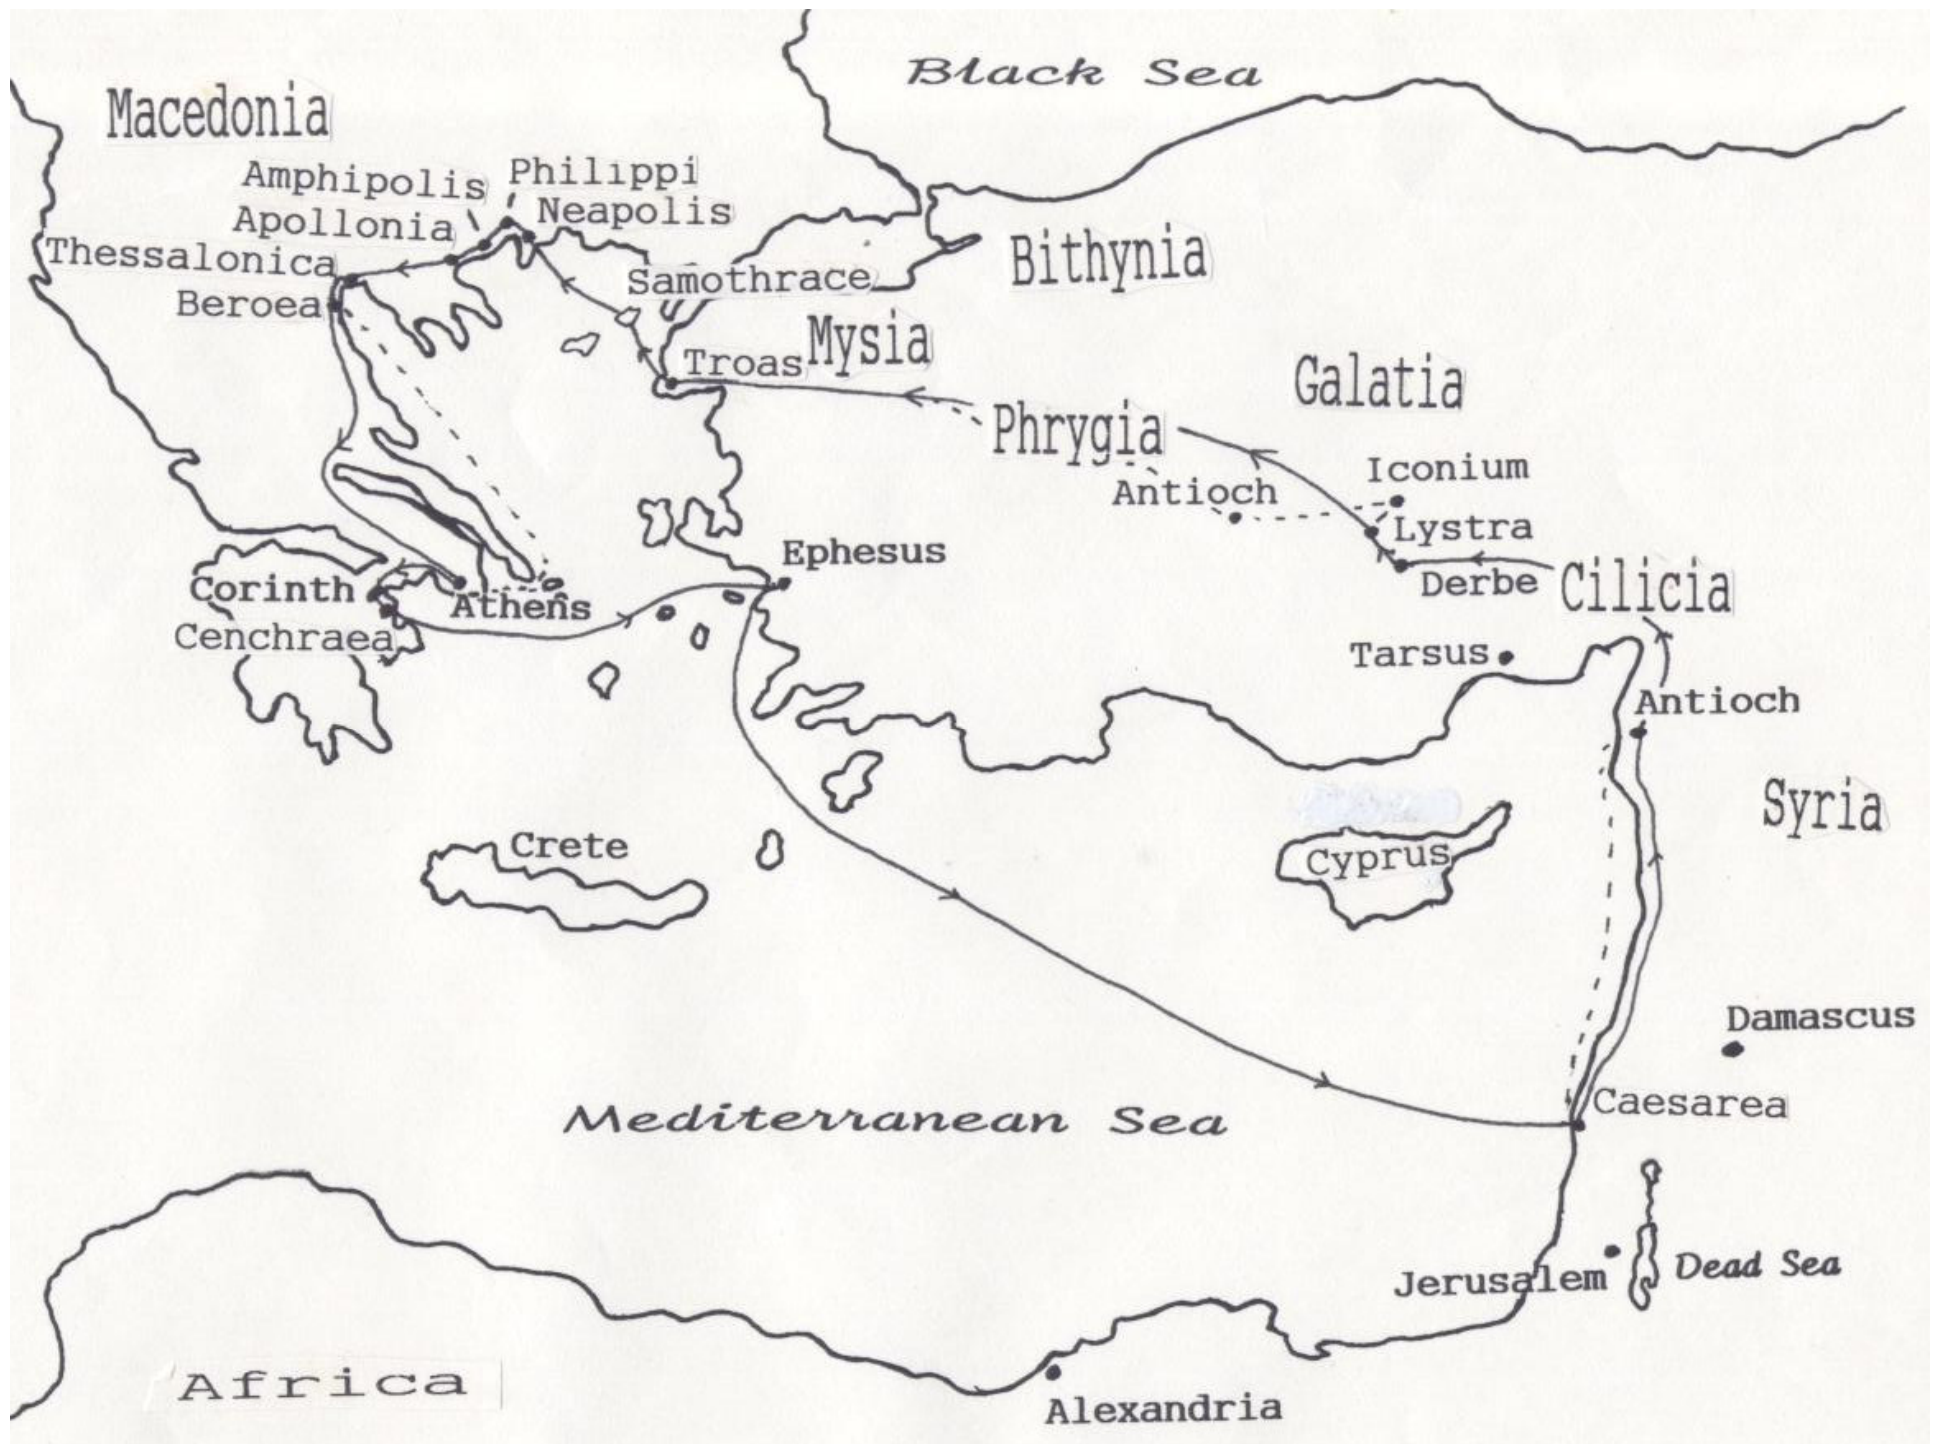 Black Sea
Macedonia
Amphipolis
Philippi
Apollonia
Neapolis
Thessalonica
Beroea
Samothrace
Bithynia
Troas
Mysia
Phrygia
Galatia
Antioch
Iconium
Lystra
Derbe
Cilicia
Ephesus
Corinth
Athens
Cenchraea
Tarsus
Antioch
Syria
Crete
Cyprus
Damascus
Caesarea
Mediterranean Sea
Jerusalem
Dead Sea
Africa
Alexandria